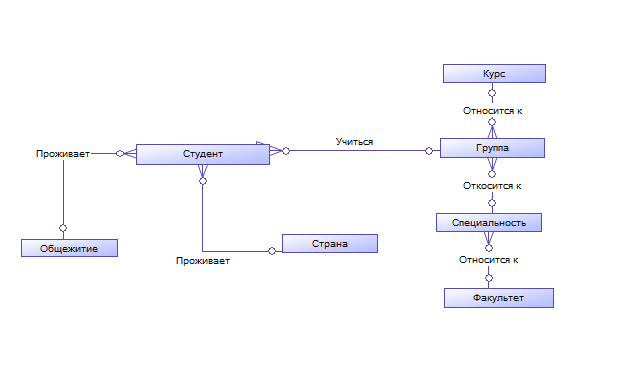 Курс
Относится к
Учиться
Группа
Проживает
Студент
Откосится к
Специальность
Общежитие
Страна
Проживает
Относится к
Факультет